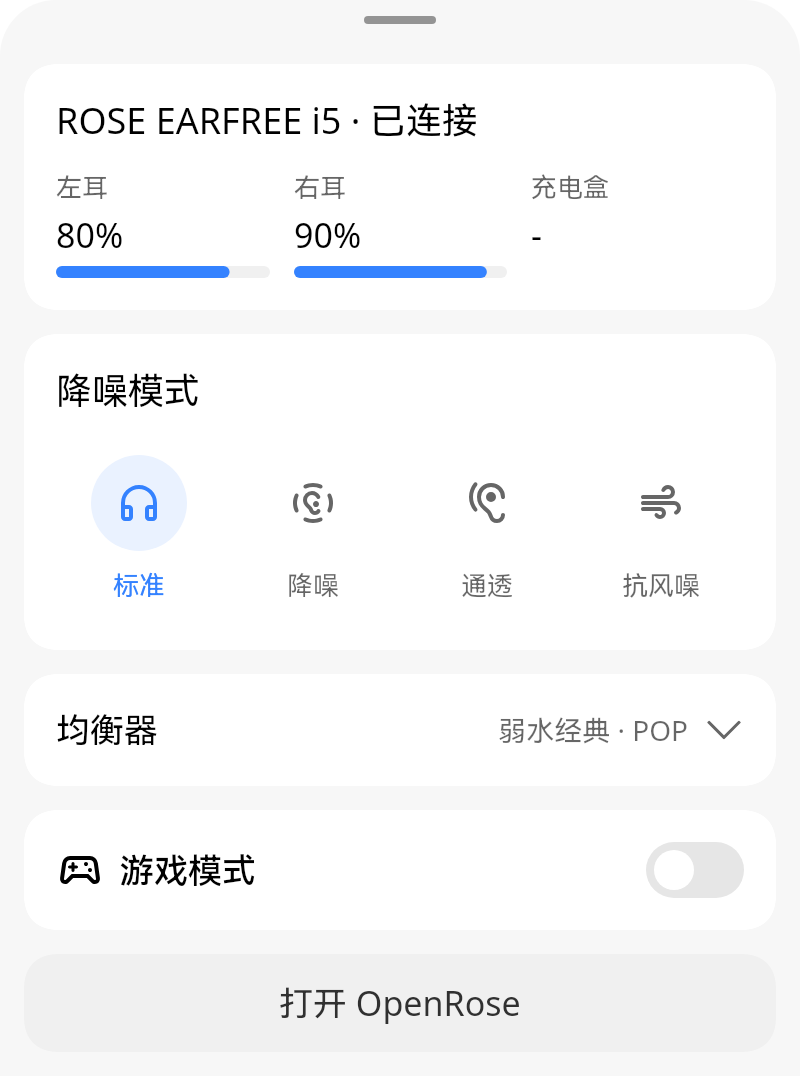 ROSE EARFREE i5 · 已连接
左耳 右耳 充电盒
80% 90% -
降噪模式
标准 降噪 通透 抗风噪
均衡器 弱水经典 · POP
游戏模式
打开 OpenRose